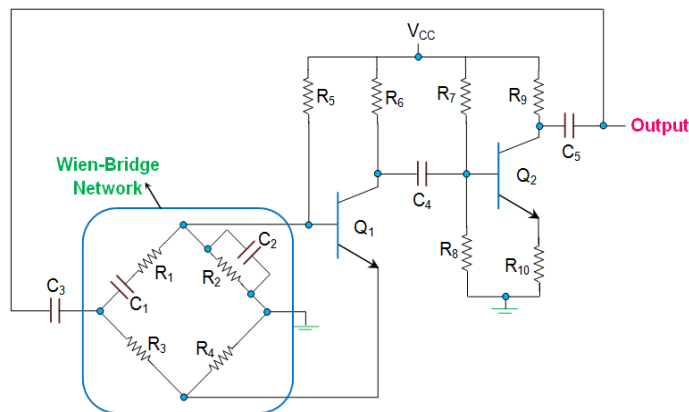 V_CC
R5
R6
R7
R9
Output
C5
Wien-Bridge
Network
Q1
C4
Q2
C2
R1
R2
R8
R10
C3
C1
R3
R4